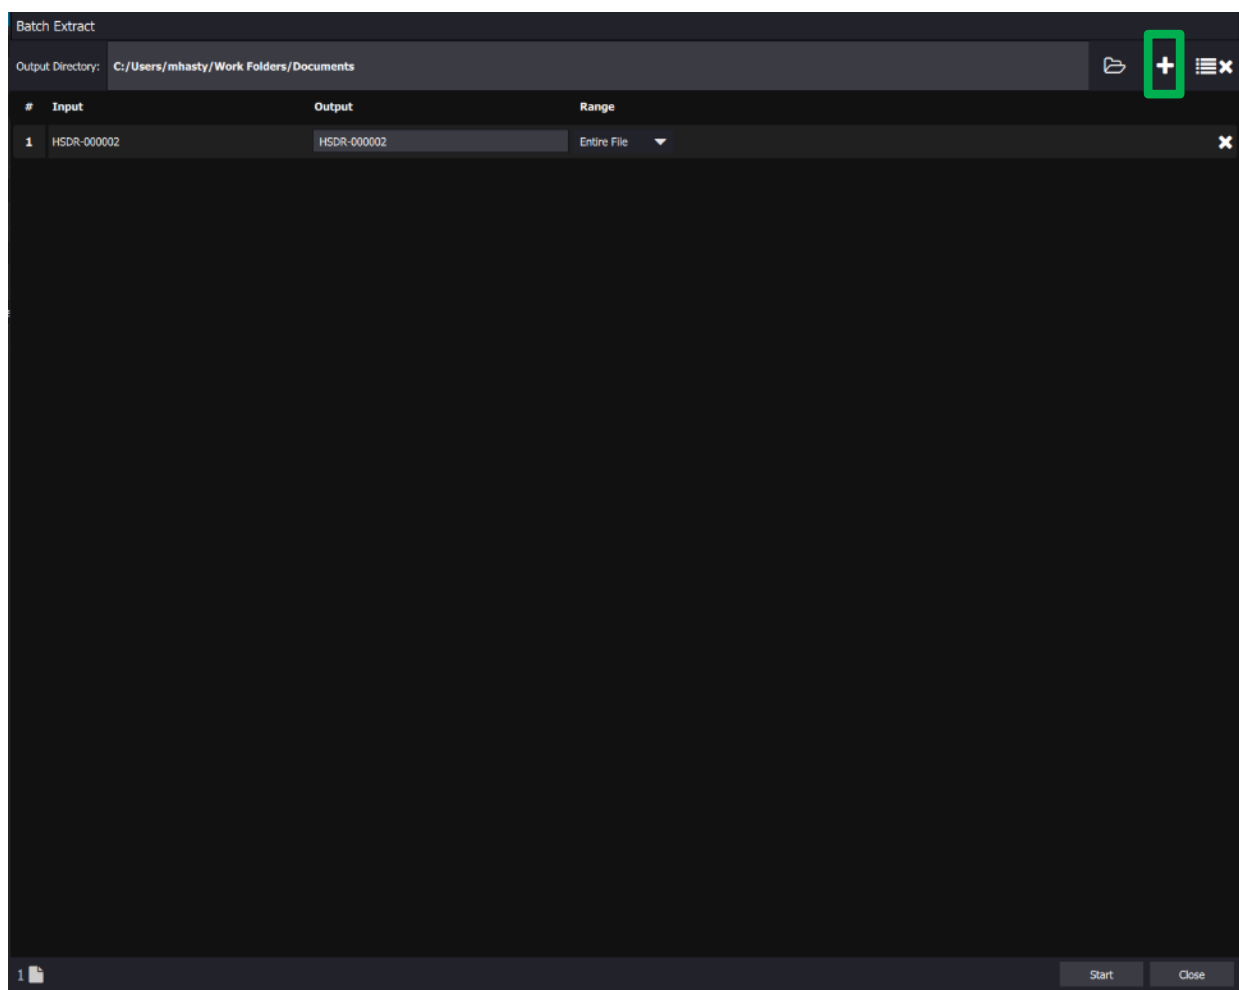 Batch Extract
Output Directory: C:/Users/mhasty/Work Folders/Documents
# Input Output Range
1 HSDR-000002 HSDR-000002 Entire File
1 Start Close